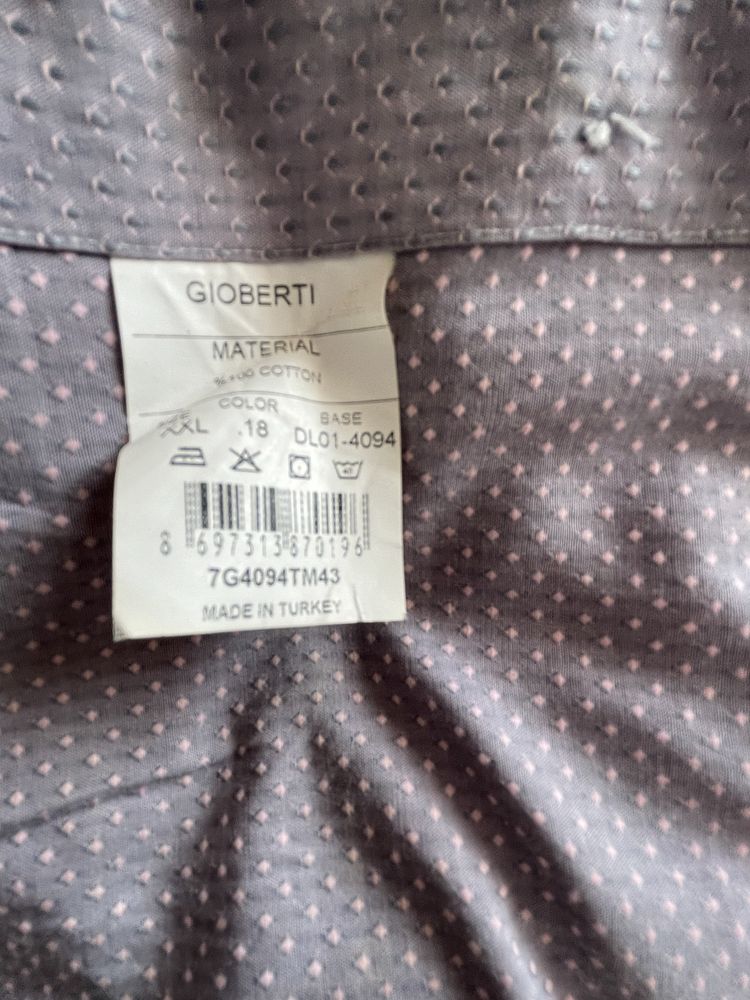 GIOBERTI
MATERIAL
%100 COTTON
COLOR BASE
XXL .18 DL01-4094
8 697313 870196
7G4094TM43
MADE IN TURKEY